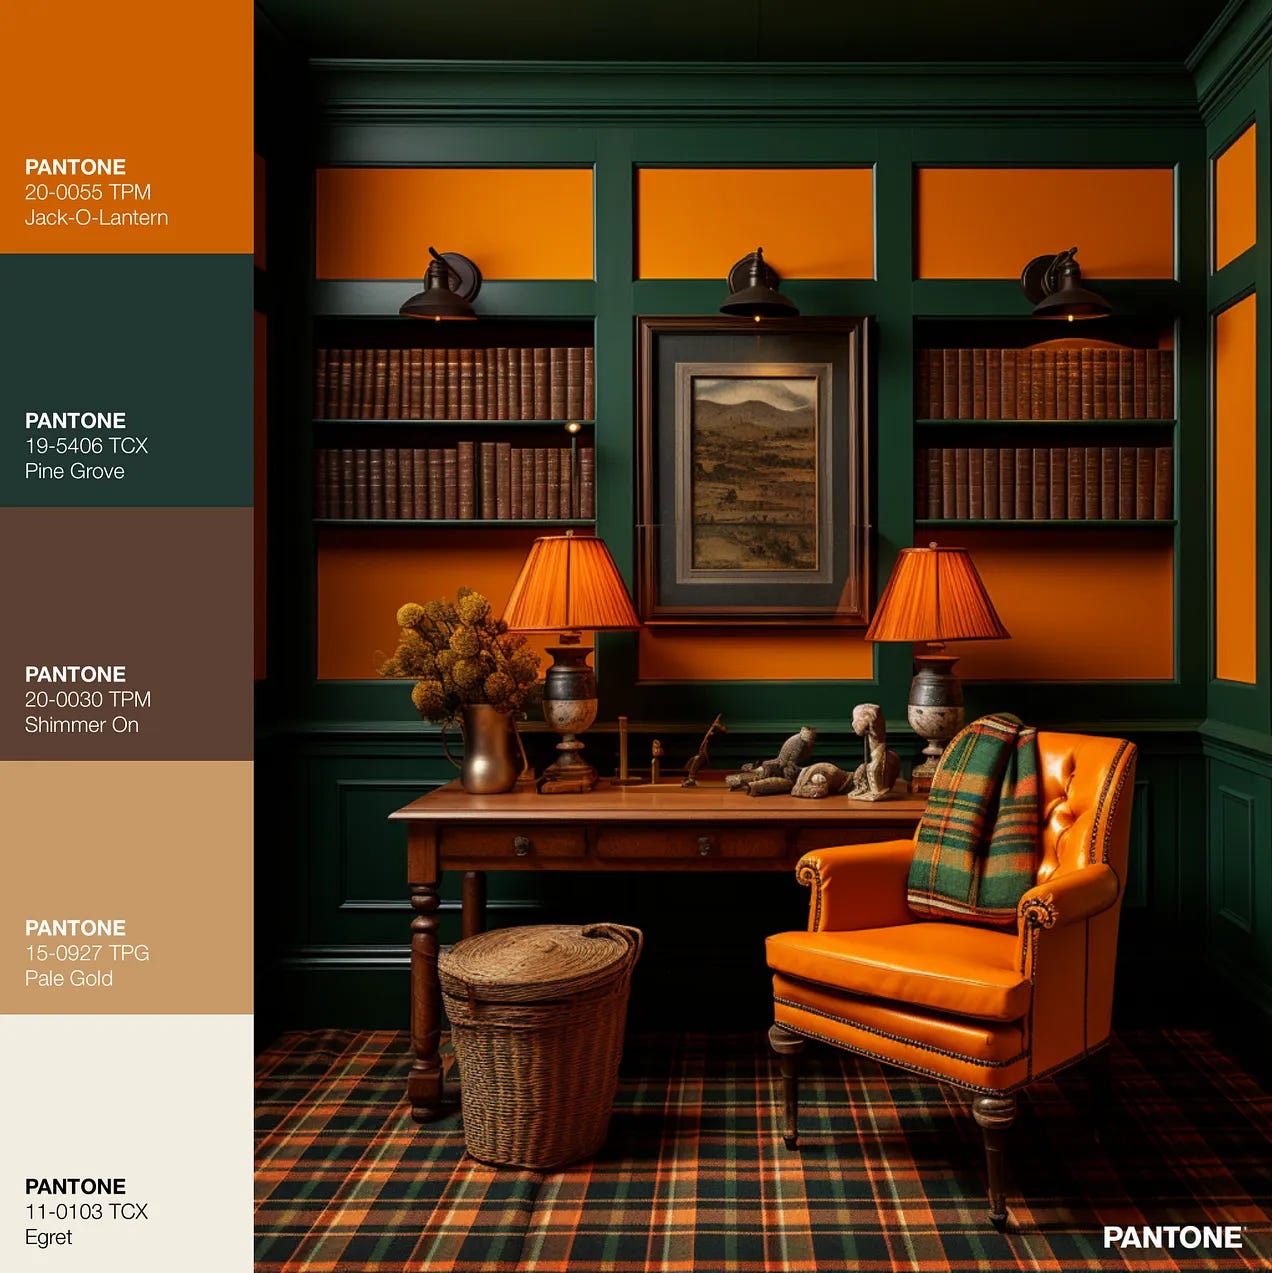 PANTONE
20-0055 TPM
Jack-O-Lantern
PANTONE
19-5406 TCX
Pine Grove
PANTONE
20-0030 TPM
Shimmer On
PANTONE
15-0927 TPG
Pale Gold
PANTONE
11-0103 TCX
Egret
PANTONE